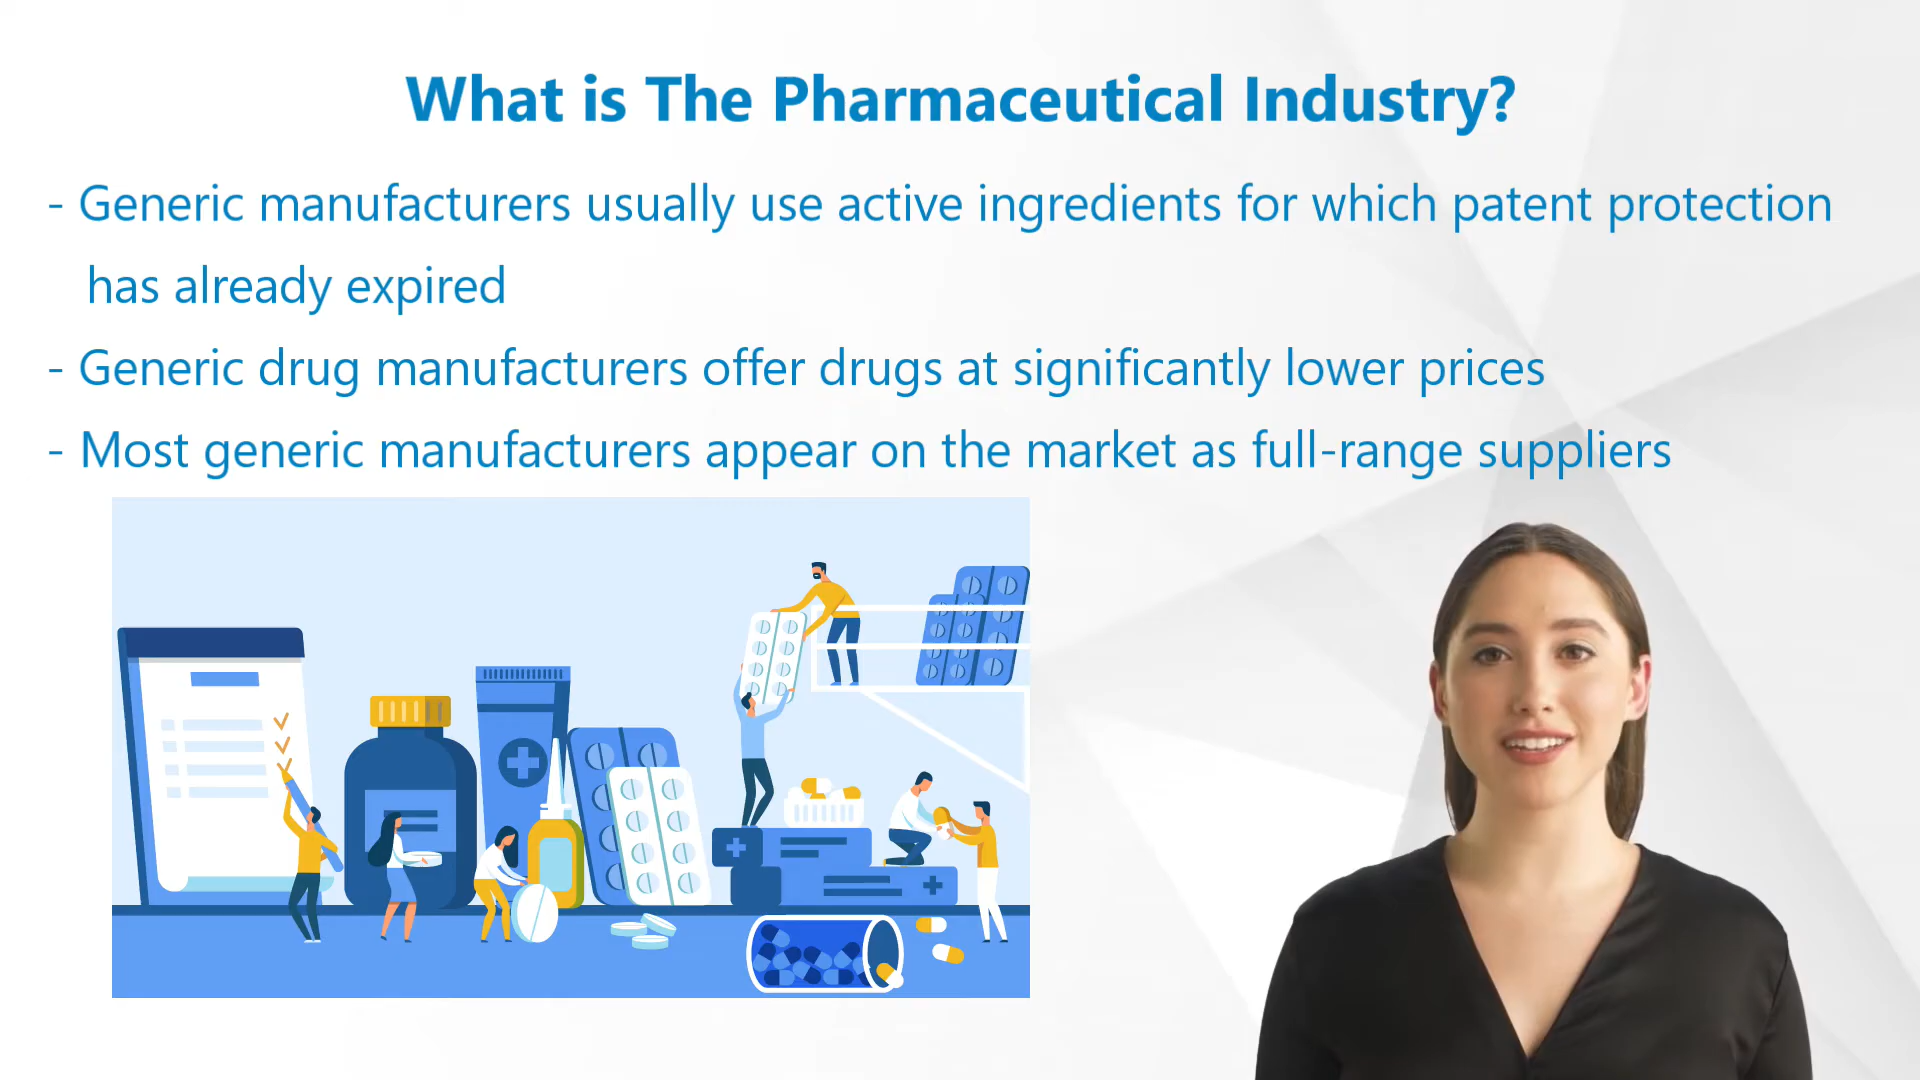 What is The Pharmaceutical Industry?
- Generic manufacturers usually use active ingredients for which patent protection
has already expired
- Generic drug manufacturers offer drugs at significantly lower prices
- Most generic manufacturers appear on the market as full-range suppliers